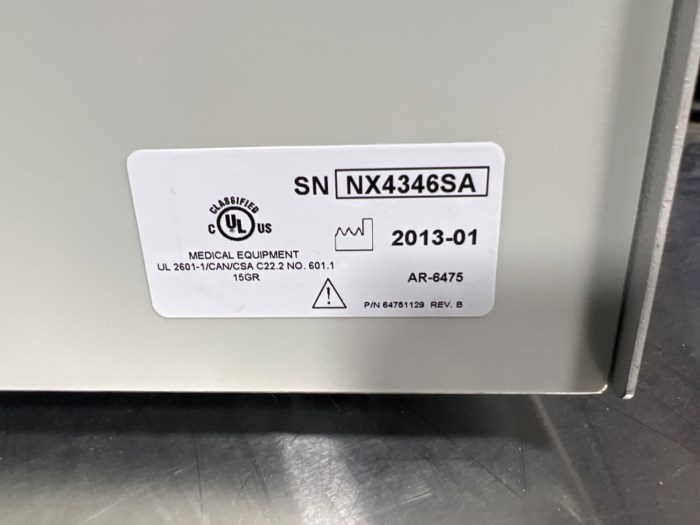 SN NX4346SA
CLASSIFIED
C UL US
2013-01
MEDICAL EQUIPMENT
UL 2601-1/CAN/CSA C22.2 NO. 601.1
15GR
AR-6475
P/N 64751129 REV. B